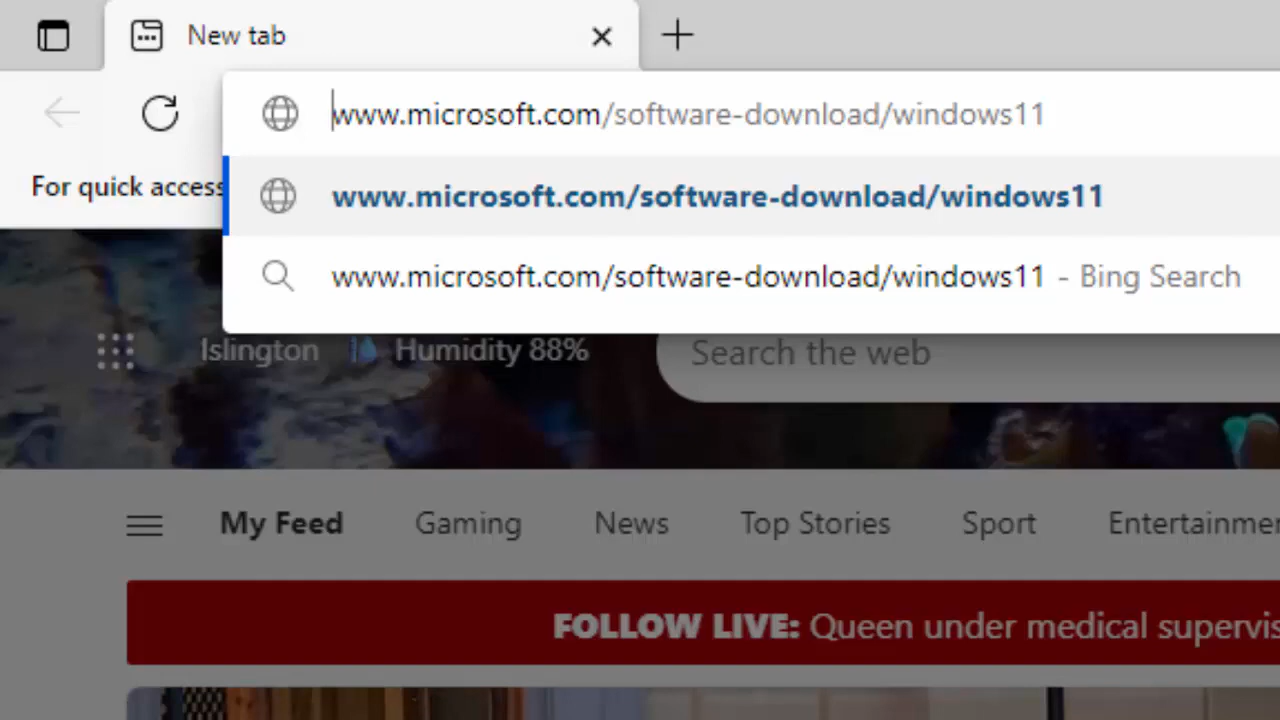 New tab
www.microsoft.com/software-download/windows11
For quick access
www.microsoft.com/software-download/windows11
www.microsoft.com/software-download/windows11 - Bing Search
Islington Humidity 88% Search the web
My Feed Gaming News Top Stories Sport
FOLLOW LIVE: Queen under medical